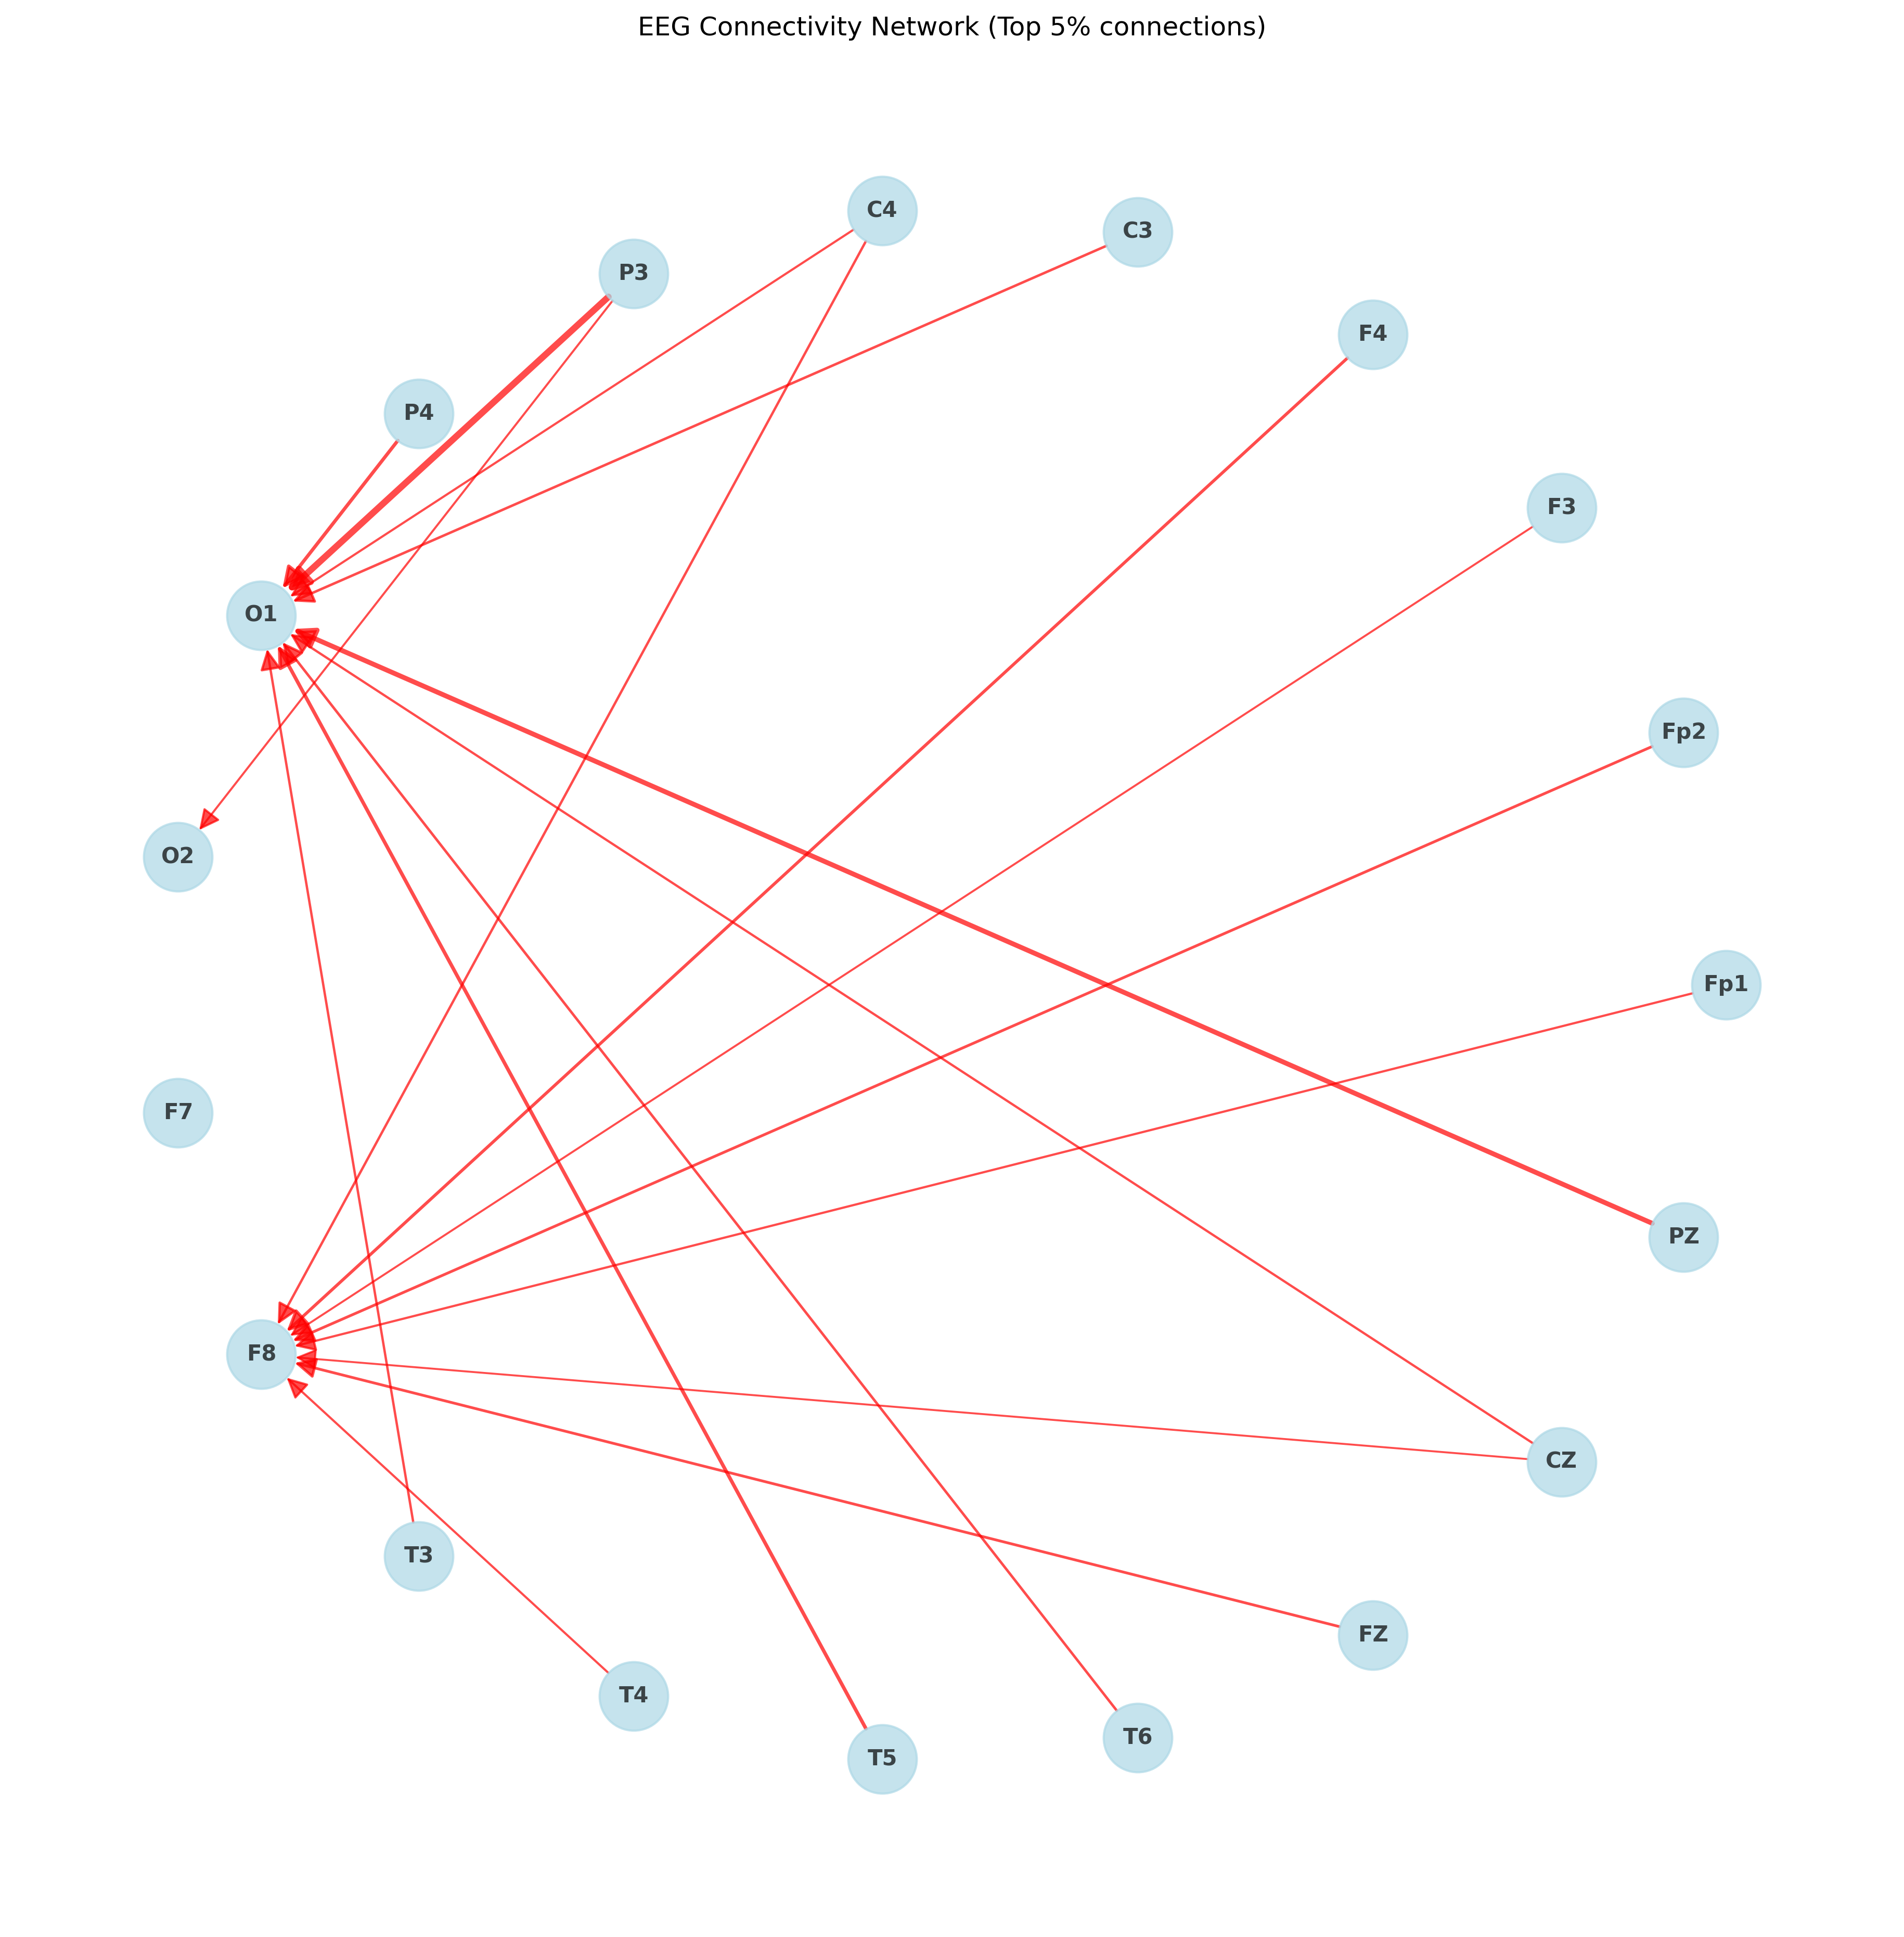 EEG Connectivity Network (Top 5% connections)
C4
C3
P3
F4
P4
F3
O1
Fp2
O2
Fp1
F7
PZ
F8
CZ
T3
FZ
T4
T6
T5